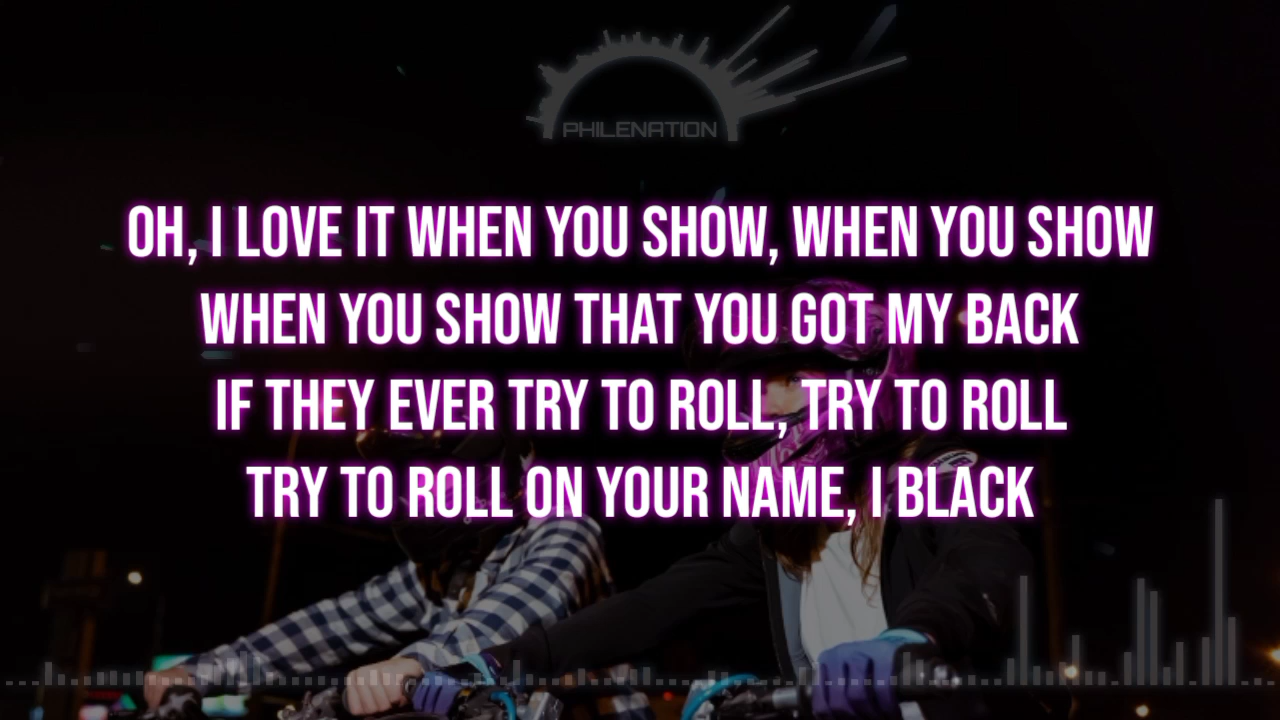 PHILENATION
OH, I LOVE IT WHEN YOU SHOW, WHEN YOU SHOW
WHEN YOU SHOW THAT YOU GOT MY BACK
IF THEY EVER TRY TO ROLL, TRY TO ROLL
TRY TO ROLL ON YOUR NAME, I BLACK